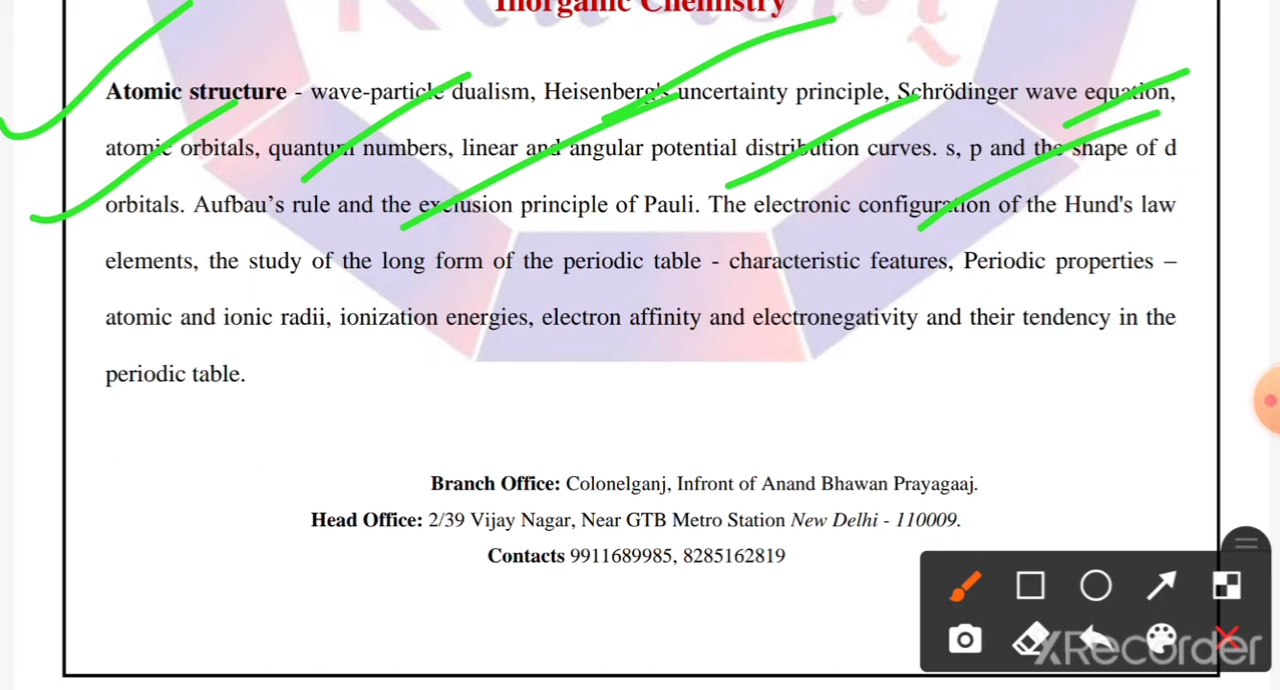 Inorganic Chemistry
Atomic structure - wave-particle dualism, Heisenberg's uncertainty principle, Schrödinger wave equation,
atomic orbitals, quantum numbers, linear and angular potential distribution curves. s, p and the shape of d
orbitals. Aufbau’s rule and the exclusion principle of Pauli. The electronic configuration of the Hund's law
elements, the study of the long form of the periodic table - characteristic features, Periodic properties –
atomic and ionic radii, ionization energies, electron affinity and electronegativity and their tendency in the
periodic table.
Branch Office: Colonelganj, Infront of Anand Bhawan Prayagaaj.
Head Office: 2/39 Vijay Nagar, Near GTB Metro Station New Delhi - 110009.
Contacts 9911689985, 8285162819
XRecorder